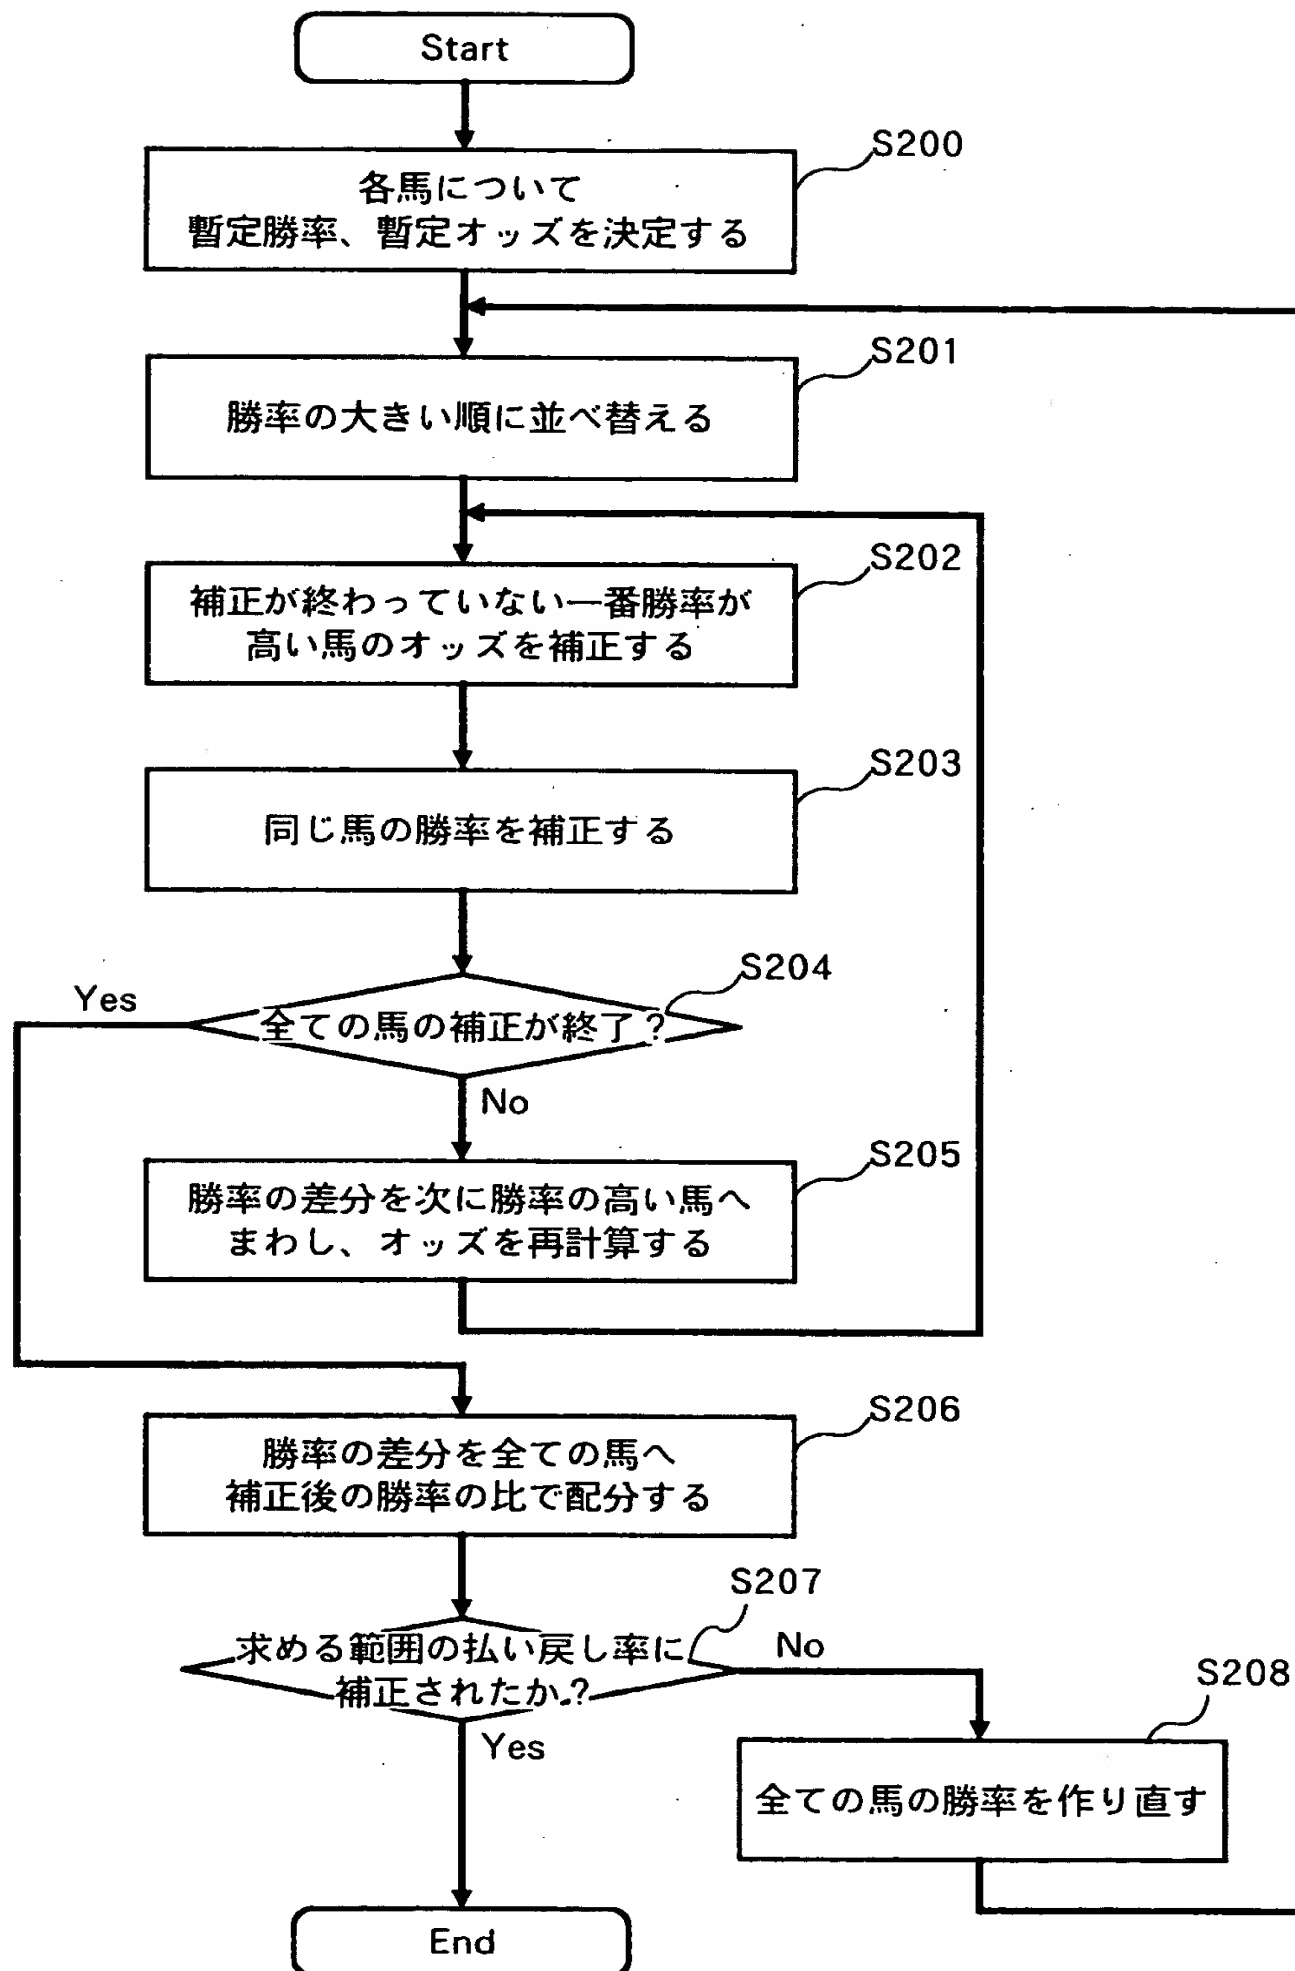 Start
S200
各馬について
暫定勝率、暫定オッズを決定する
S201
勝率の大きい順に並べ替える
S202
補正が終わっていない一番勝率が
高い馬のオッズを補正する
S203
同じ馬の勝率を補正する
S204
Yes
全ての馬の補正が終了?
No
S205
勝率の差分を次に勝率の高い馬へ
まわし、オッズを再計算する
S206
勝率の差分を全ての馬へ
補正後の勝率の比で配分する
S207
求める範囲の払い戻し率に
補正されたか?
No
Yes
S208
全ての馬の勝率を作り直す
End